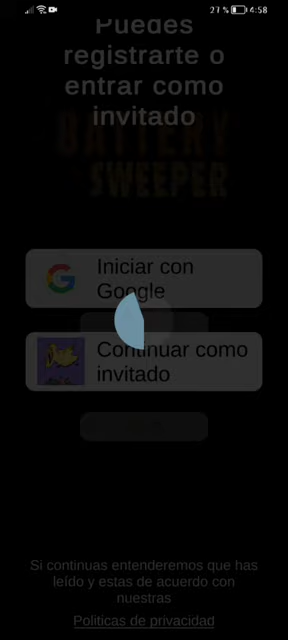 27% 4:58
Puedes
registrarte o
entrar como
invitado
BATTERY
SWEEPER
Iniciar con
Google
Continuar como
invitado
Si continuas entenderemos que has
leído y estas de acuerdo con
nuestras
Politicas de privacidad